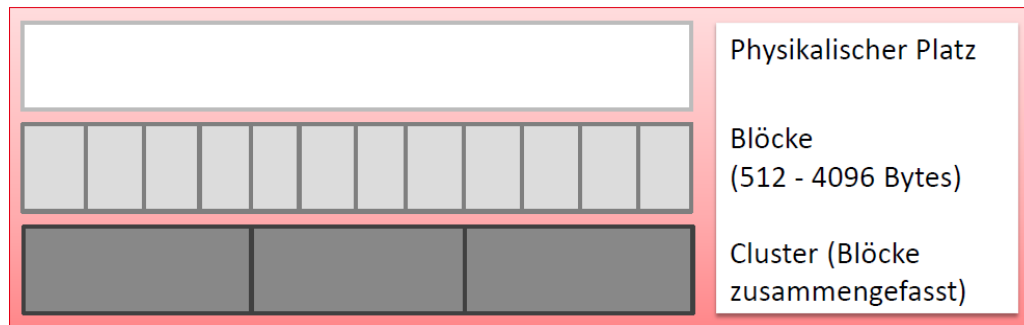 Physikalischer Platz
Blöcke
(512 - 4096 Bytes)
Cluster (Blöcke
zusammengefasst)